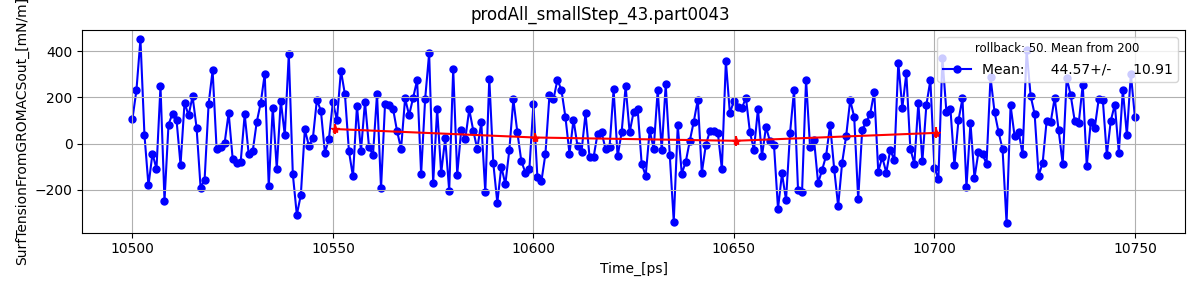 prodAll_smallStep_43.part0043
SurfTensionFromGROMACSout_[mN/m]
400
200
0
−200
rollback: 50. Mean from 200
Mean: 44.57+/- 10.91
10500 10550 10600 10650 10700 10750
Time_[ps]